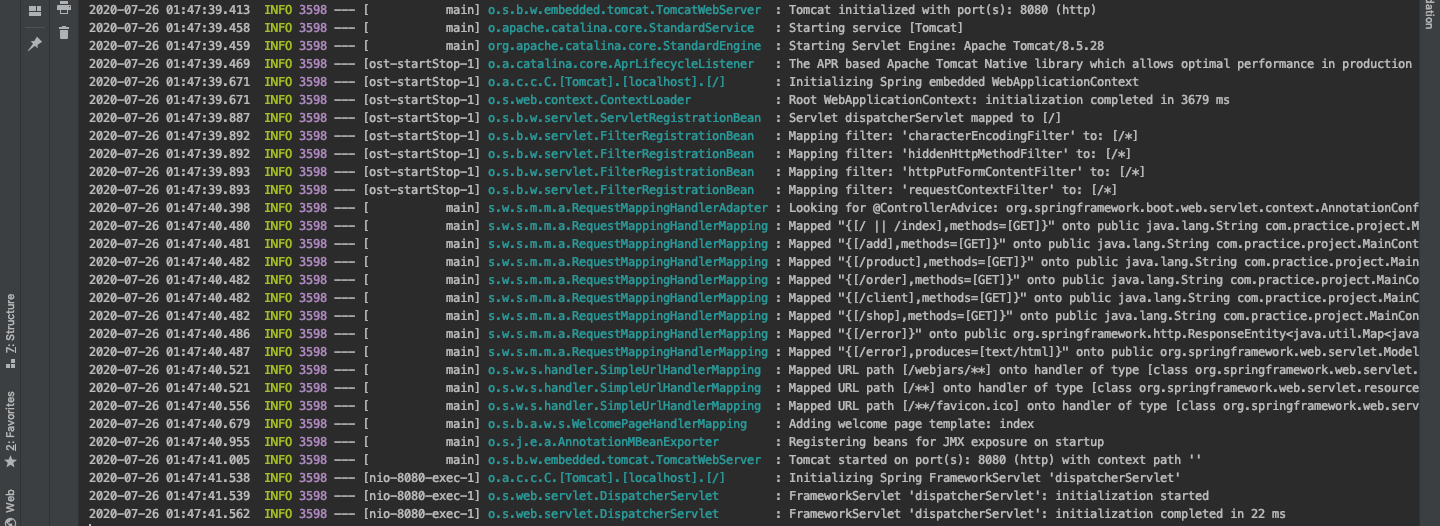 2020-07-26 01:47:39.413 INFO 3598 --- [ main] o.s.b.w.embedded.tomcat.TomcatWebServer : Tomcat initialized with port(s): 8080 (http)
2020-07-26 01:47:39.458 INFO 3598 --- [ main] o.apache.catalina.core.StandardService : Starting service [Tomcat]
2020-07-26 01:47:39.459 INFO 3598 --- [ main] org.apache.catalina.core.StandardEngine : Starting Servlet Engine: Apache Tomcat/8.5.28
2020-07-26 01:47:39.469 INFO 3598 --- [ost-startStop-1] o.a.catalina.core.AprLifecycleListener : The APR based Apache Tomcat Native library which allows optimal performance in production
2020-07-26 01:47:39.671 INFO 3598 --- [ost-startStop-1] o.a.c.c.C.[Tomcat].[localhost].[/] : Initializing Spring embedded WebApplicationContext
2020-07-26 01:47:39.671 INFO 3598 --- [ost-startStop-1] o.s.web.context.ContextLoader : Root WebApplicationContext: initialization completed in 3679 ms
2020-07-26 01:47:39.887 INFO 3598 --- [ost-startStop-1] o.s.b.w.servlet.ServletRegistrationBean : Servlet dispatcherServlet mapped to [/]
2020-07-26 01:47:39.892 INFO 3598 --- [ost-startStop-1] o.s.b.w.servlet.FilterRegistrationBean : Mapping filter: 'characterEncodingFilter' to: [/*]
2020-07-26 01:47:39.892 INFO 3598 --- [ost-startStop-1] o.s.b.w.servlet.FilterRegistrationBean : Mapping filter: 'hiddenHttpMethodFilter' to: [/*]
2020-07-26 01:47:39.893 INFO 3598 --- [ost-startStop-1] o.s.b.w.servlet.FilterRegistrationBean : Mapping filter: 'httpPutFormContentFilter' to: [/*]
2020-07-26 01:47:39.893 INFO 3598 --- [ost-startStop-1] o.s.b.w.servlet.FilterRegistrationBean : Mapping filter: 'requestContextFilter' to: [/*]
2020-07-26 01:47:40.398 INFO 3598 --- [ main] s.w.s.m.m.a.RequestMappingHandlerAdapter : Looking for @ControllerAdvice: org.springframework.boot.web.servlet.context.AnnotationConf
2020-07-26 01:47:40.480 INFO 3598 --- [ main] s.w.s.m.m.a.RequestMappingHandlerMapping : Mapped "{[/ || /index],methods=[GET]}" onto public java.lang.String com.practice.project.M
2020-07-26 01:47:40.481 INFO 3598 --- [ main] s.w.s.m.m.a.RequestMappingHandlerMapping : Mapped "{[/add],methods=[GET]}" onto public java.lang.String com.practice.project.MainCont
2020-07-26 01:47:40.482 INFO 3598 --- [ main] s.w.s.m.m.a.RequestMappingHandlerMapping : Mapped "{[/product],methods=[GET]}" onto public java.lang.String com.practice.project.Main
2020-07-26 01:47:40.482 INFO 3598 --- [ main] s.w.s.m.m.a.RequestMappingHandlerMapping : Mapped "{[/order],methods=[GET]}" onto public java.lang.String com.practice.project.MainCo
2020-07-26 01:47:40.482 INFO 3598 --- [ main] s.w.s.m.m.a.RequestMappingHandlerMapping : Mapped "{[/client],methods=[GET]}" onto public java.lang.String com.practice.project.MainC
2020-07-26 01:47:40.482 INFO 3598 --- [ main] s.w.s.m.m.a.RequestMappingHandlerMapping : Mapped "{[/shop],methods=[GET]}" onto public java.lang.String com.practice.project.MainCon
2020-07-26 01:47:40.486 INFO 3598 --- [ main] s.w.s.m.m.a.RequestMappingHandlerMapping : Mapped "{[/error]}" onto public org.springframework.http.ResponseEntity<java.util.Map<java
2020-07-26 01:47:40.487 INFO 3598 --- [ main] s.w.s.m.m.a.RequestMappingHandlerMapping : Mapped "{[/error],produces=[text/html]}" onto public org.springframework.web.servlet.Model
2020-07-26 01:47:40.521 INFO 3598 --- [ main] o.s.w.s.handler.SimpleUrlHandlerMapping : Mapped URL path [/webjars/**] onto handler of type [class org.springframework.web.servlet.
2020-07-26 01:47:40.521 INFO 3598 --- [ main] o.s.w.s.handler.SimpleUrlHandlerMapping : Mapped URL path [/**] onto handler of type [class org.springframework.web.servlet.resource
2020-07-26 01:47:40.556 INFO 3598 --- [ main] o.s.w.s.handler.SimpleUrlHandlerMapping : Mapped URL path [/**/favicon.ico] onto handler of type [class org.springframework.web.serv
2020-07-26 01:47:40.679 INFO 3598 --- [ main] o.s.b.a.w.s.WelcomePageHandlerMapping : Adding welcome page template: index
2020-07-26 01:47:40.955 INFO 3598 --- [ main] o.s.j.e.a.AnnotationMBeanExporter : Registering beans for JMX exposure on startup
2020-07-26 01:47:41.005 INFO 3598 --- [ main] o.s.b.w.embedded.tomcat.TomcatWebServer : Tomcat started on port(s): 8080 (http) with context path ''
2020-07-26 01:47:41.538 INFO 3598 --- [nio-8080-exec-1] o.a.c.c.C.[Tomcat].[localhost].[/] : Initializing Spring FrameworkServlet 'dispatcherServlet'
2020-07-26 01:47:41.539 INFO 3598 --- [nio-8080-exec-1] o.s.web.servlet.DispatcherServlet : FrameworkServlet 'dispatcherServlet': initialization started
2020-07-26 01:47:41.562 INFO 3598 --- [nio-8080-exec-1] o.s.web.servlet.DispatcherServlet : FrameworkServlet 'dispatcherServlet': initialization completed in 22 ms
7: Structure
2: Favorites
Web
dation